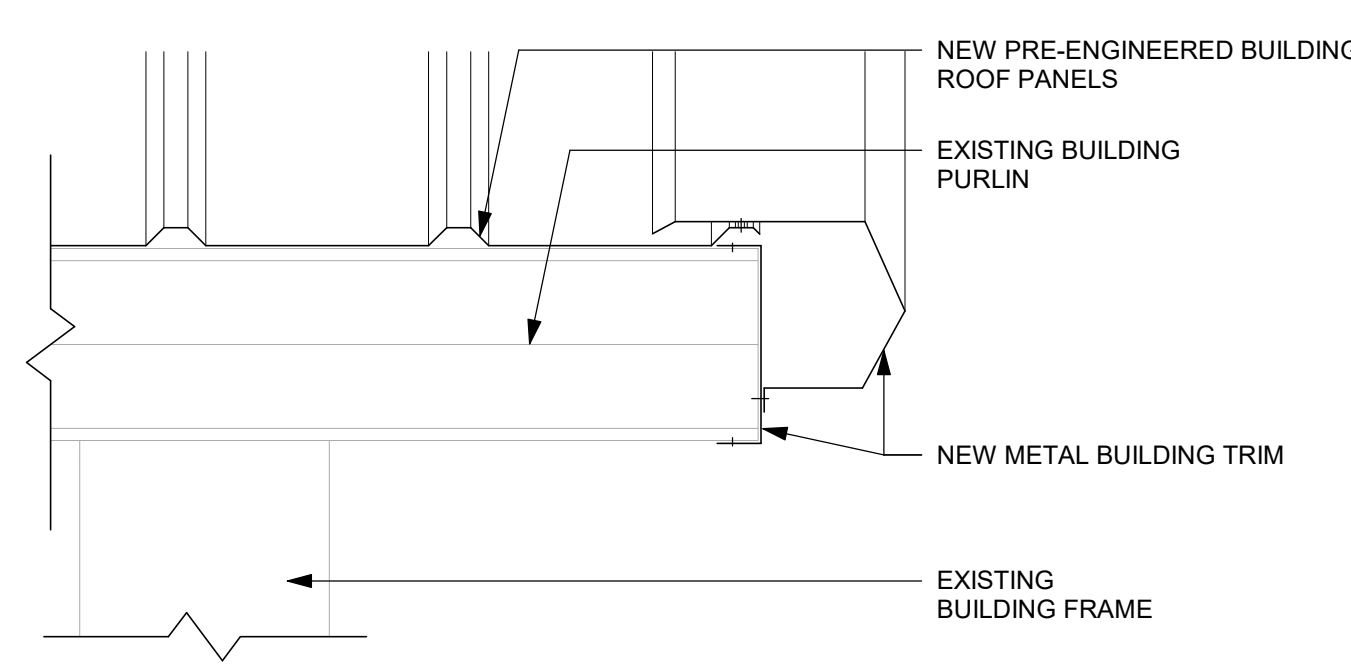 NEW PRE-ENGINEERED BUILDING
ROOF PANELS
EXISTING BUILDING
PURLIN
NEW METAL BUILDING TRIM
EXISTING
BUILDING FRAME